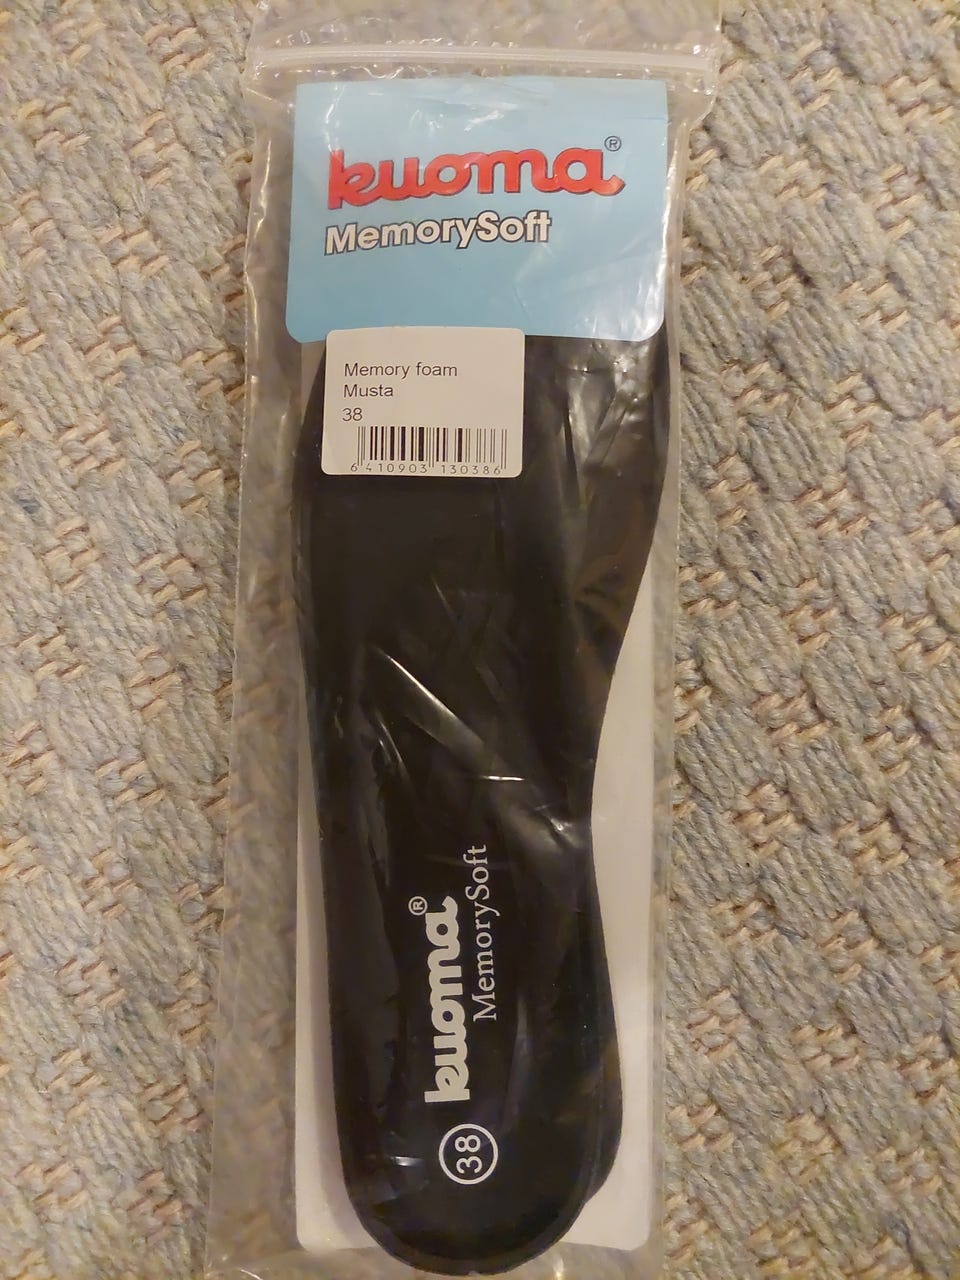 kuoma®
MemorySoft
Memory foam
Musta
38
6 410903 130386
kuoma®
MemorySoft
38